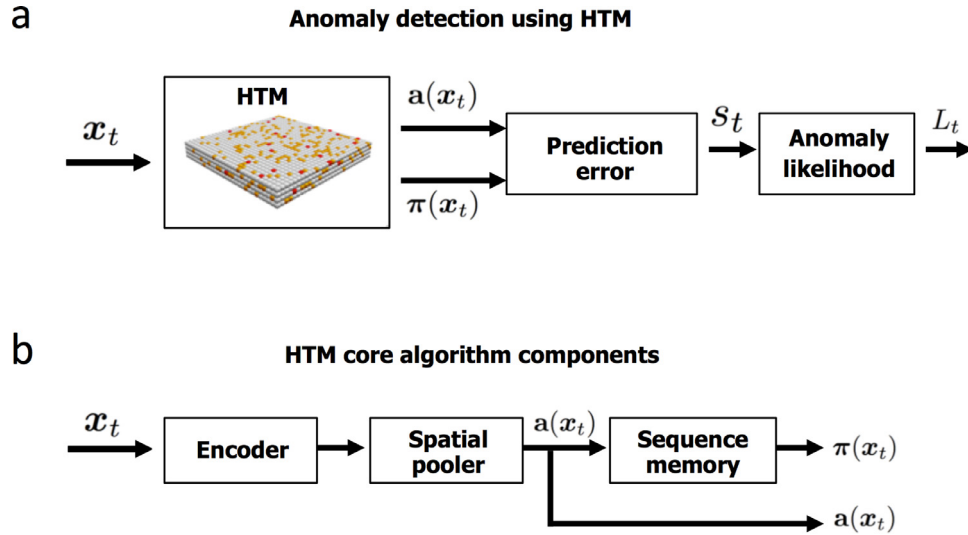 a
Anomaly detection using HTM
x_t
HTM
a(x_t)
π(x_t)
Prediction
error
s_t
Anomaly
likelihood
L_t
b
HTM core algorithm components
x_t
Encoder
Spatial
pooler
a(x_t)
Sequence
memory
π(x_t)
a(x_t)